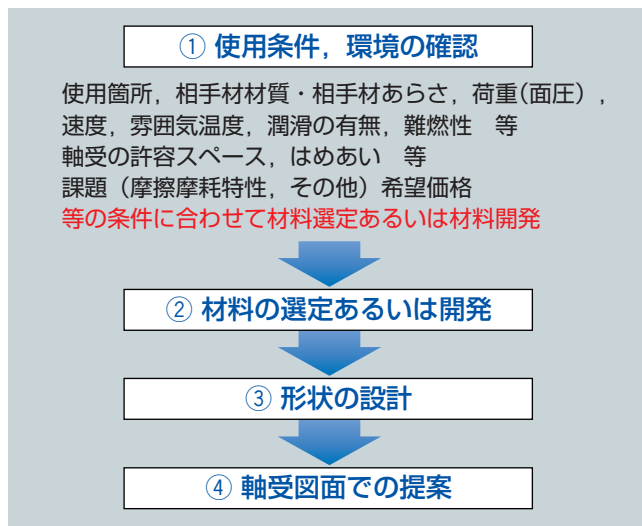 ① 使用条件，環境の確認
使用箇所，相手材材質・相手材あらさ，荷重(面圧)，
速度，雰囲気温度，潤滑の有無，難燃性　等
軸受の許容スペース，はめあい　等
課題（摩擦摩耗特性，その他）希望価格
等の条件に合わせて材料選定あるいは材料開発
② 材料の選定あるいは開発
③ 形状の設計
④ 軸受図面での提案